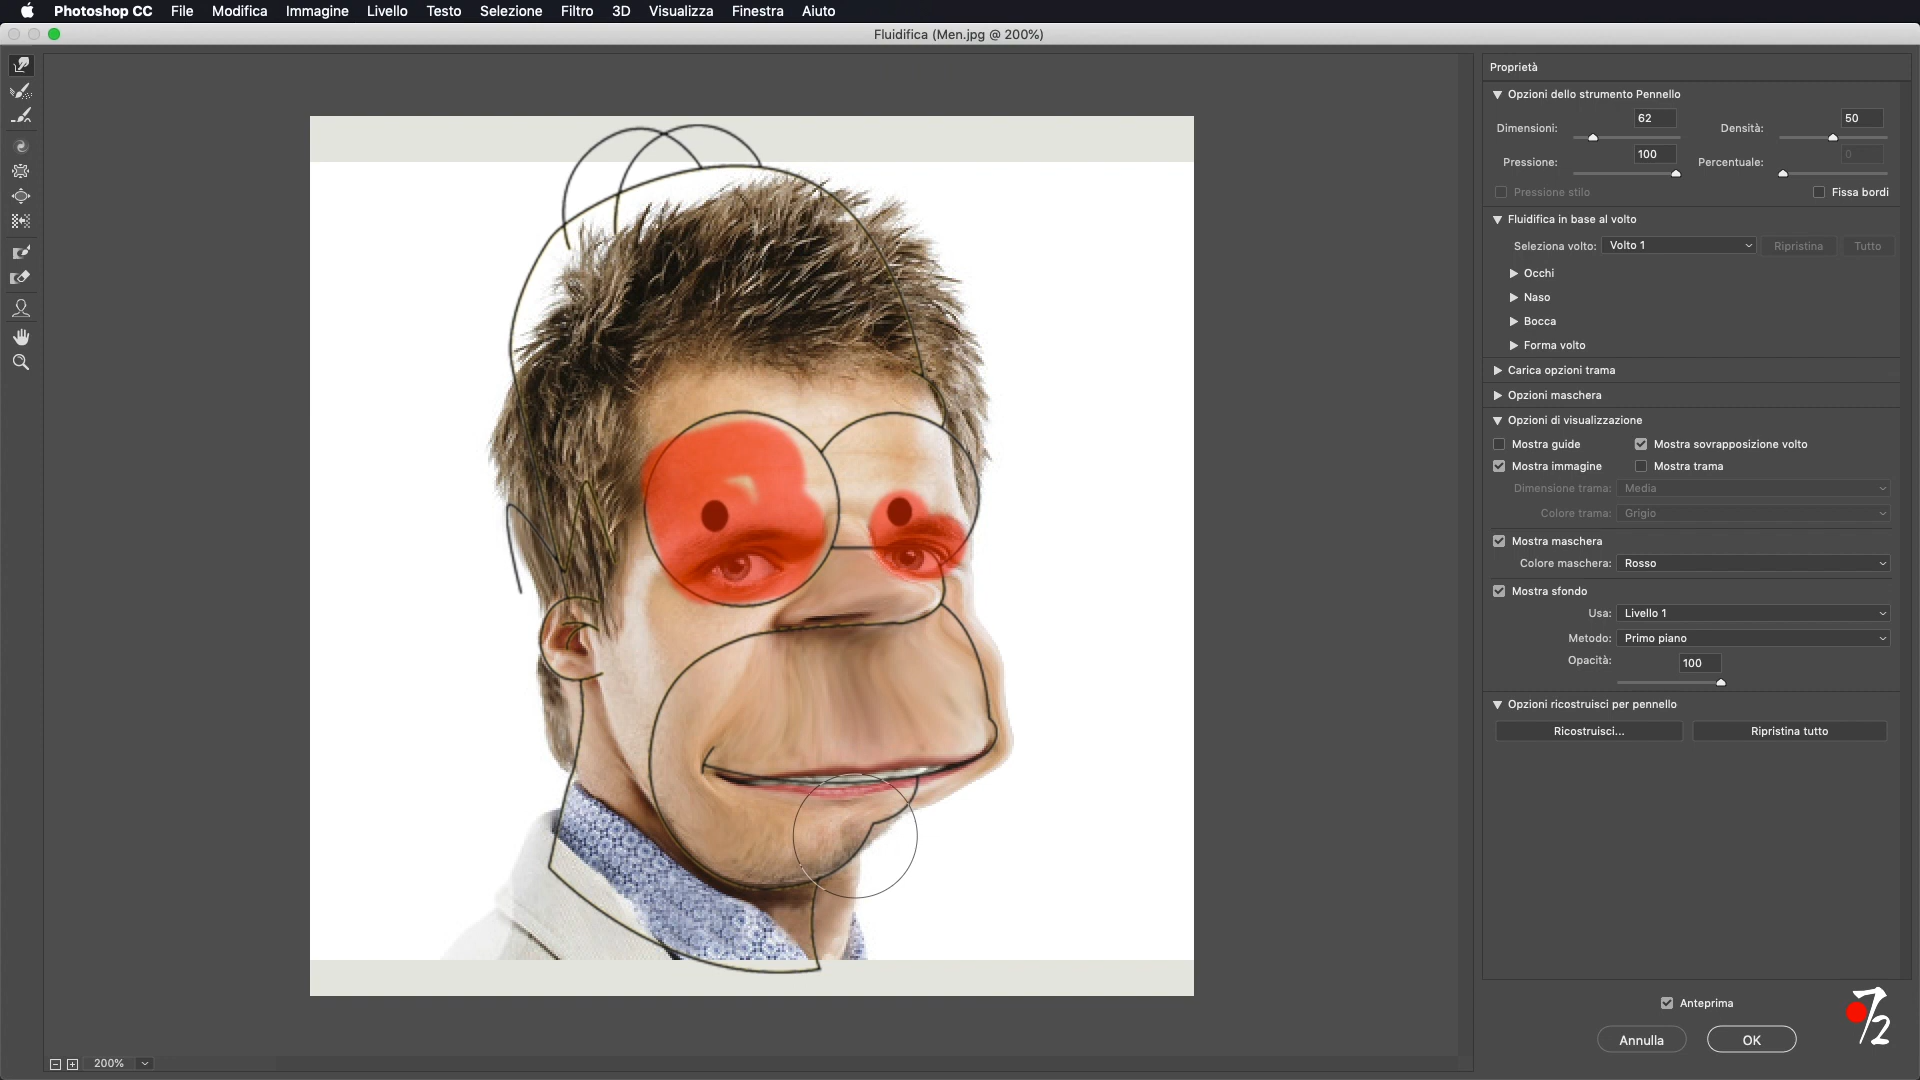 Photoshop CC File Modifica Immagine Livello Testo Selezione Filtro 3D Visualizza Finestra Aiuto
Fluidifica (Men.jpg @ 200%)
Proprietà
Opzioni dello strumento Pennello
Dimensioni: 62 Densità: 50
Pressione: 100 Percentuale: 0
Pressione stilo Fissa bordi
Fluidifica in base al volto
Seleziona volto: Volto 1 Ripristina Tutto
Occhi
Naso
Bocca
Forma volto
Carica opzioni trama
Opzioni maschera
Opzioni di visualizzazione
Mostra guide Mostra sovrapposizione volto
Mostra immagine Mostra trama
Dimensione trama: Media
Colore trama: Grigio
Mostra maschera
Colore maschera: Rosso
Mostra sfondo
Usa: Livello 1
Metodo: Primo piano
Opacità: 100
Opzioni ricostruisci per pennello
Ricostruisci... Ripristina tutto
Anteprima
Annulla OK
7/2
200%